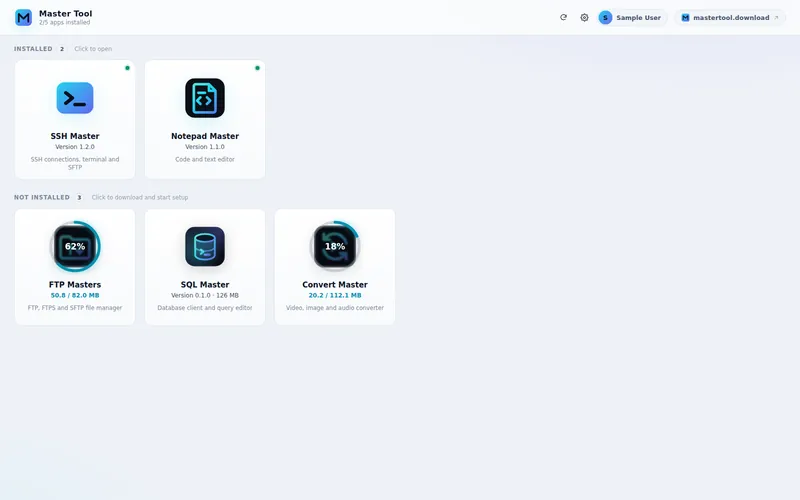 Master Tool
2/5 apps installed
S
Sample User
mastertool.download
INSTALLED 2 Click to open
SSH Master
Version 1.2.0
SSH connections, terminal and
SFTP
Notepad Master
Version 1.1.0
Code and text editor
NOT INSTALLED 3 Click to download and start setup
62%
FTP Masters
50.8 / 82.0 MB
FTP, FTPS and SFTP file manager
SQL Master
Version 0.1.0 · 126 MB
Database client and query editor
18%
Convert Master
20.2 / 112.1 MB
Video, image and audio converter